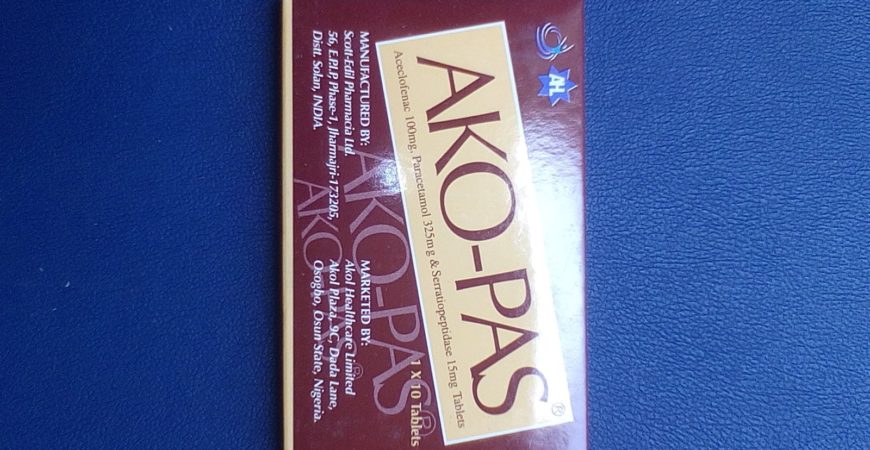 AHL
AKO-PAS®
Aceclofenac 100mg, Paracetamol 325mg & Serratiopeptidase 15mg Tablets
1 X 10 Tablets
AKO-PAS®
AKO-PAS®
MANUFACTURED BY:
Scott-Edil Pharmacia Ltd.
56, E.P.I.P. Phase-1, Jharmajri-173205,
Distt. Solan, INDIA.
MARKETED BY:
Akol Healthcare Limited
Akol Plaza, 9C, Dada Lane,
Osogbo, Osun State, Nigeria.